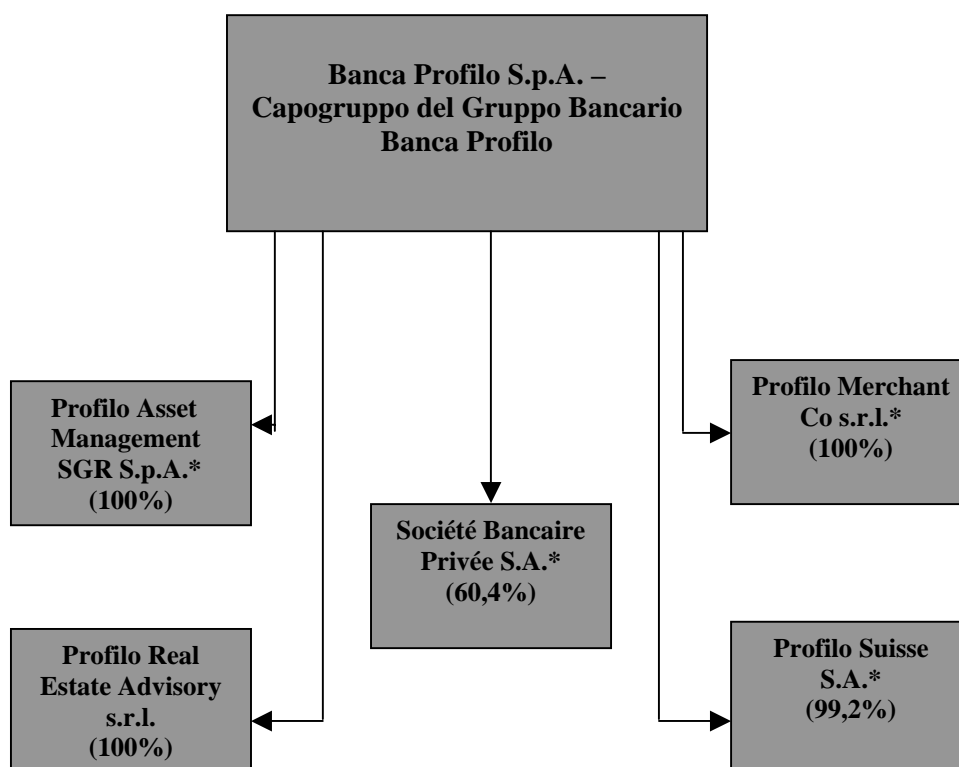 Banca Profilo S.p.A. –
Capogruppo del Gruppo Bancario
Banca Profilo
Profilo Asset
Management
SGR S.p.A.*
(100%)
Profilo Merchant
Co s.r.l.*
(100%)
Société Bancaire
Privée S.A.*
(60,4%)
Profilo Real
Estate Advisory
s.r.l.
(100%)
Profilo Suisse
S.A.*
(99,2%)